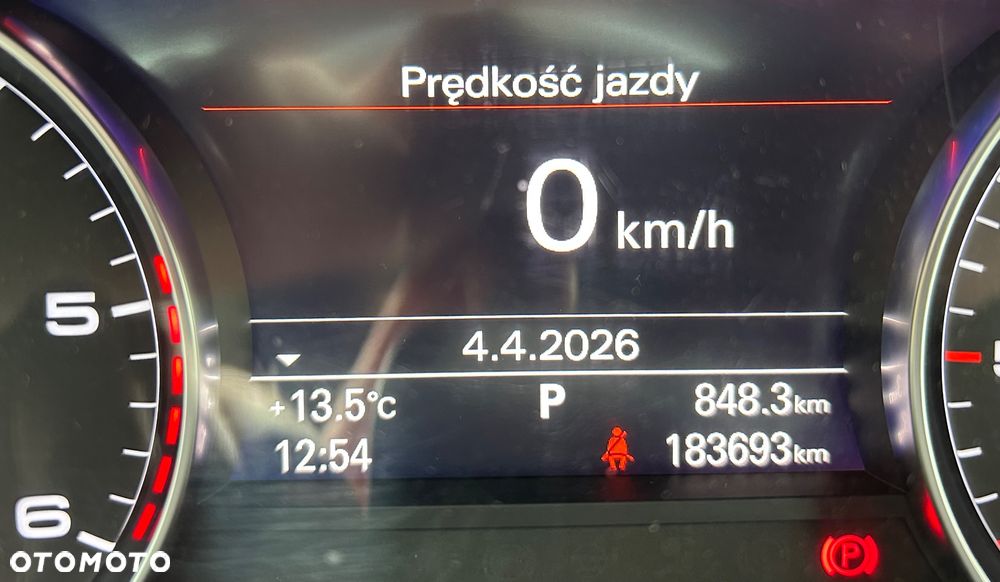 Prędkość jazdy
0 km/h
5
4.4.2026
+13.5°C P 848.3km
12:54 183693km
6
P
OTOMOTO